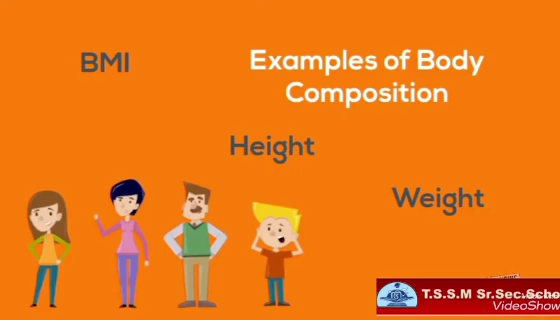 BMI
Examples of Body
Composition
Height
Weight
T.S.S.M Sr.Sec.Scho
VideoShow